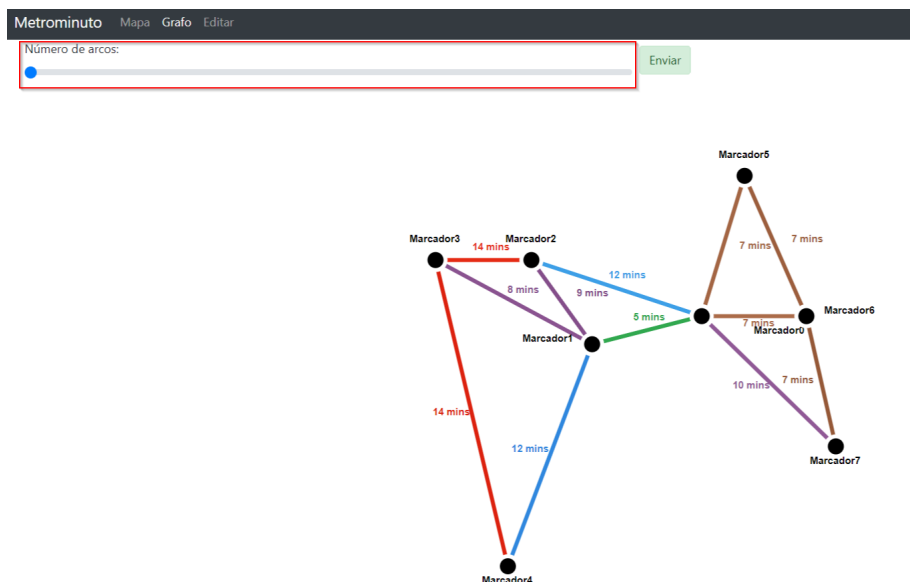 Metrominuto Mapa Grafo Editar
Número de arcos:
Enviar
Marcador5
Marcador3
Marcador2
14 mins
7 mins
7 mins
12 mins
8 mins
9 mins
5 mins
Marcador6
7 mins
Marcador0
Marcador1
10 mins
7 mins
14 mins
12 mins
Marcador7
Marcador4